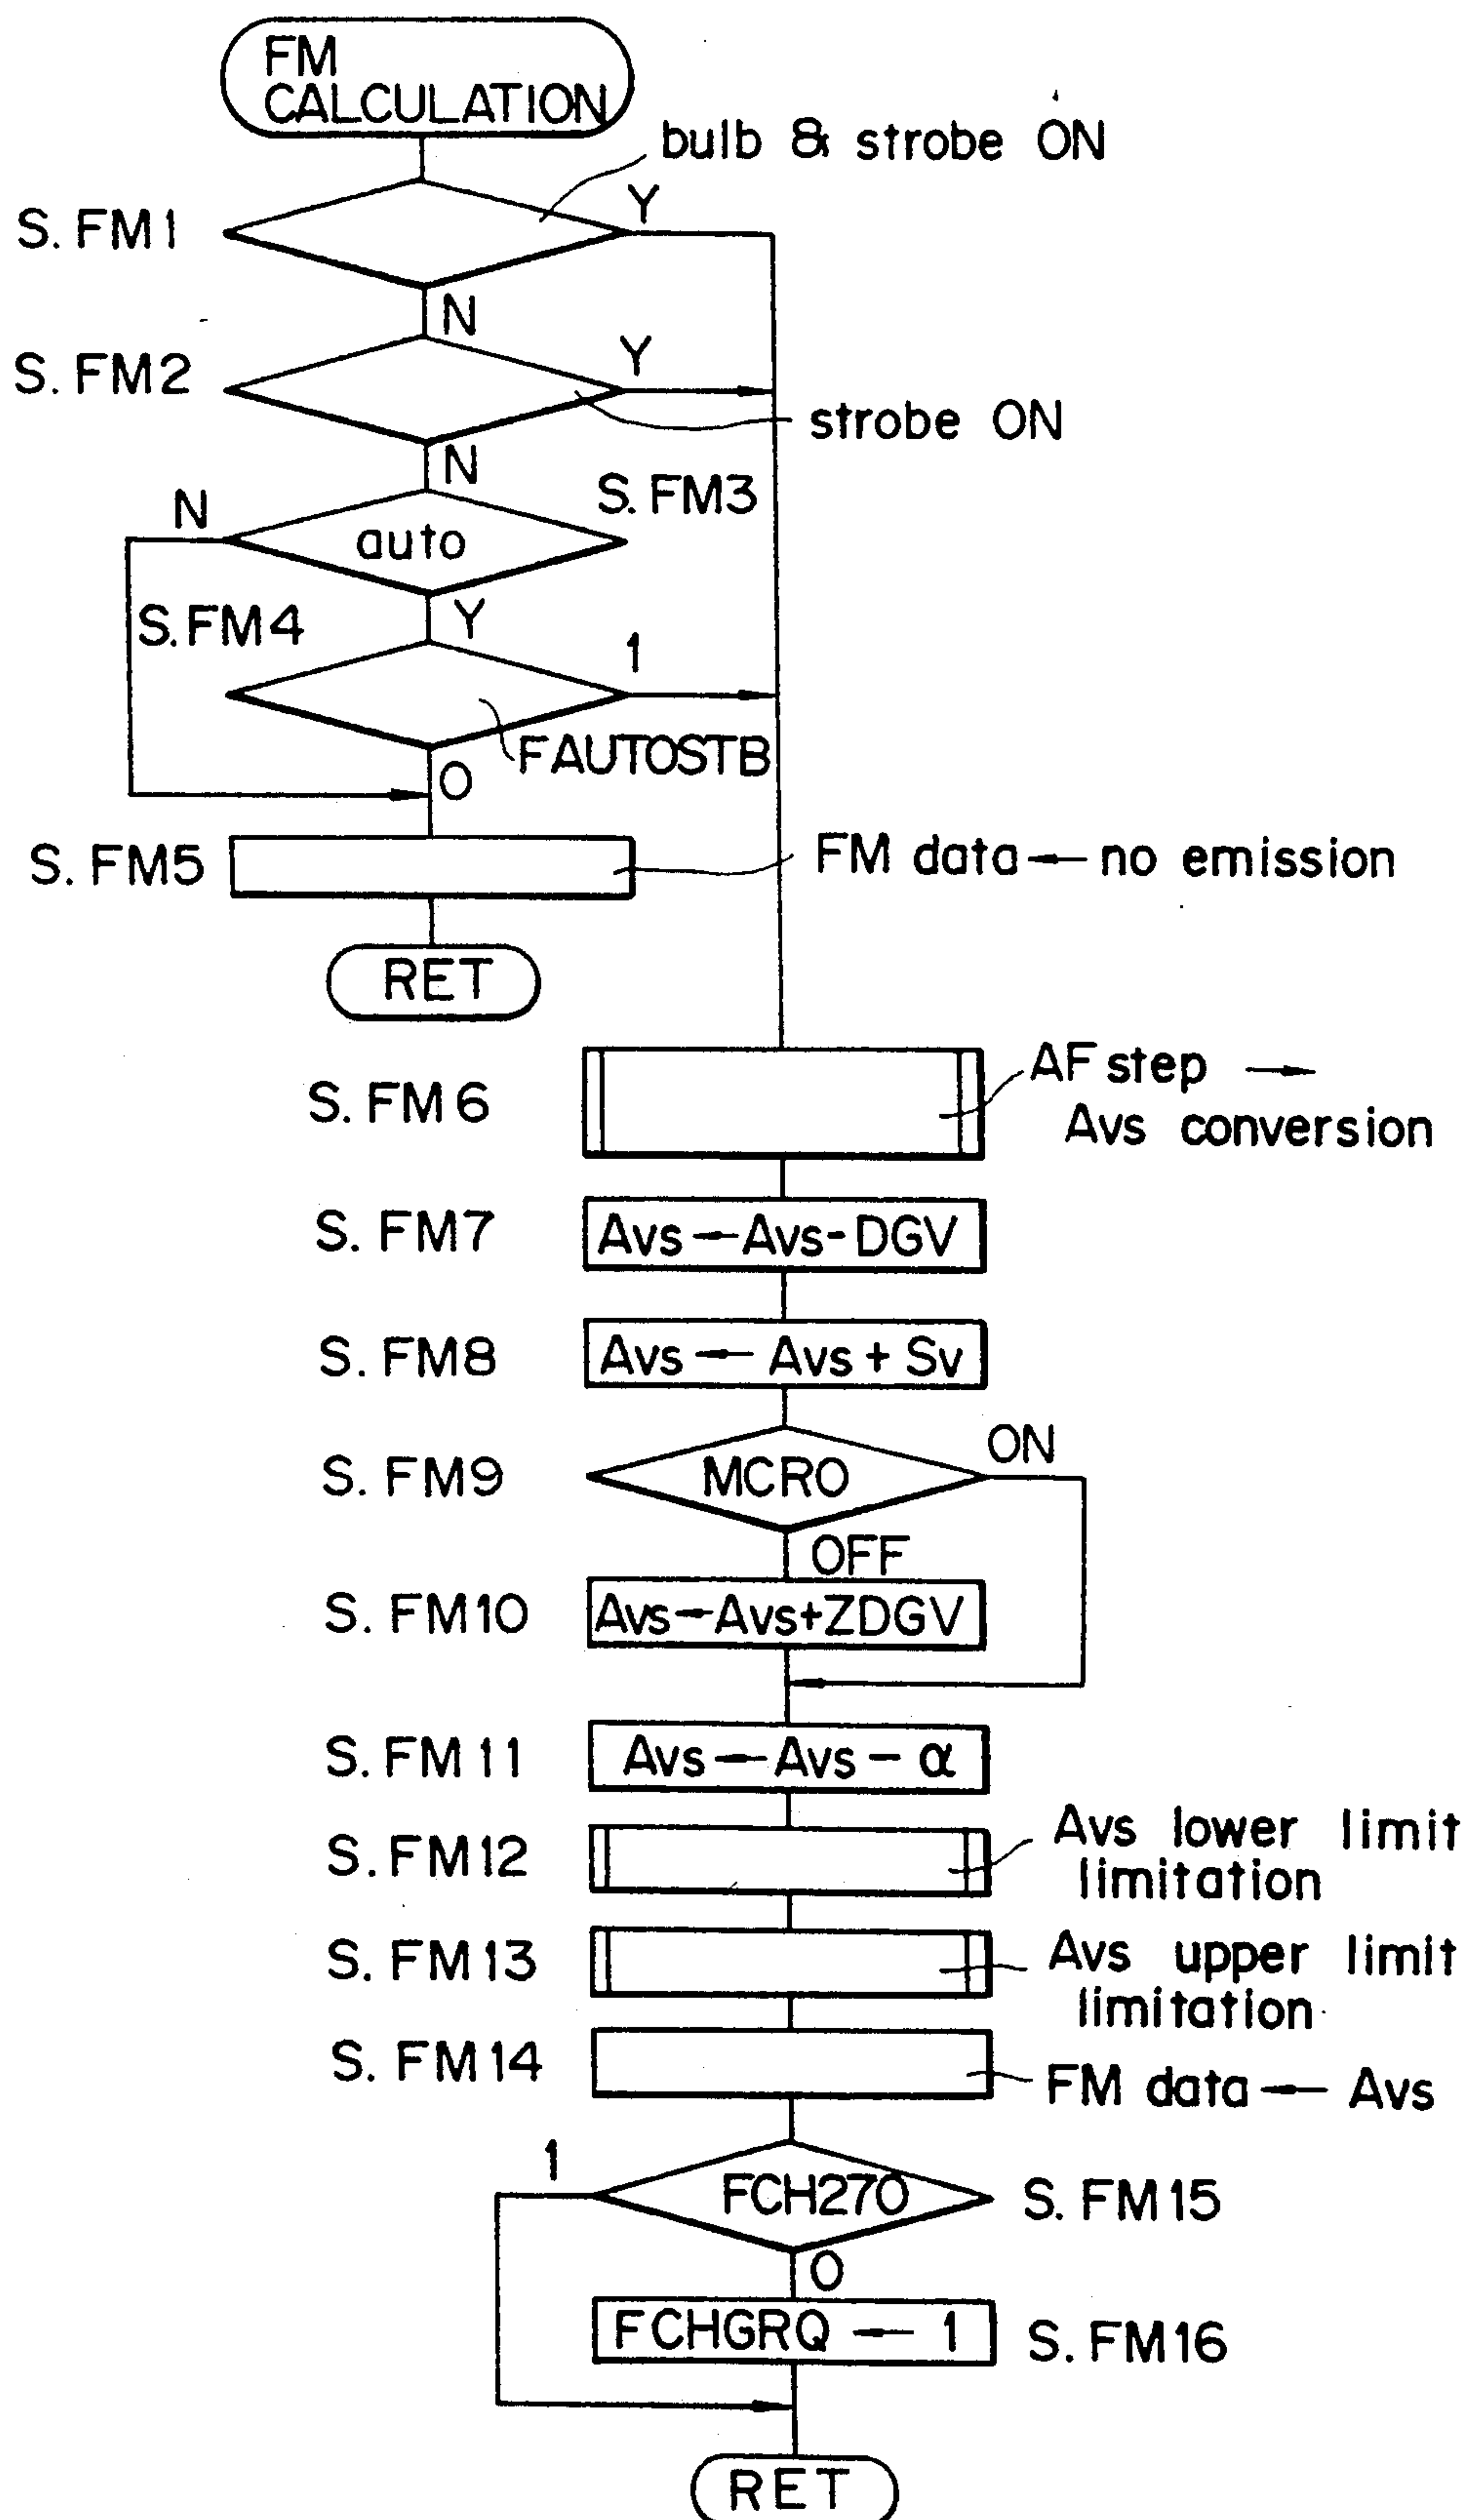 FM
CALCULATION
bulb & strobe ON
S. FM1
Y
N
S. FM2
Y
strobe ON
N
S. FM3
N
auto
S. FM4
Y
1
FAUTOSTB
0
S. FM5
FM data ← no emission
RET
S. FM6
AF step →
Avs conversion
S. FM7
Avs ← Avs - DGV
S. FM8
Avs ← Avs + Sv
S. FM9
MCRO
ON
OFF
S. FM10
Avs ← Avs + ZDGV
S. FM11
Avs ← Avs - α
S. FM12
Avs lower limit
limitation
S. FM13
Avs upper limit
limitation
S. FM14
FM data ← Avs
1
FCH270
S. FM15
0
FCHGRQ ← 1
S. FM16
RET